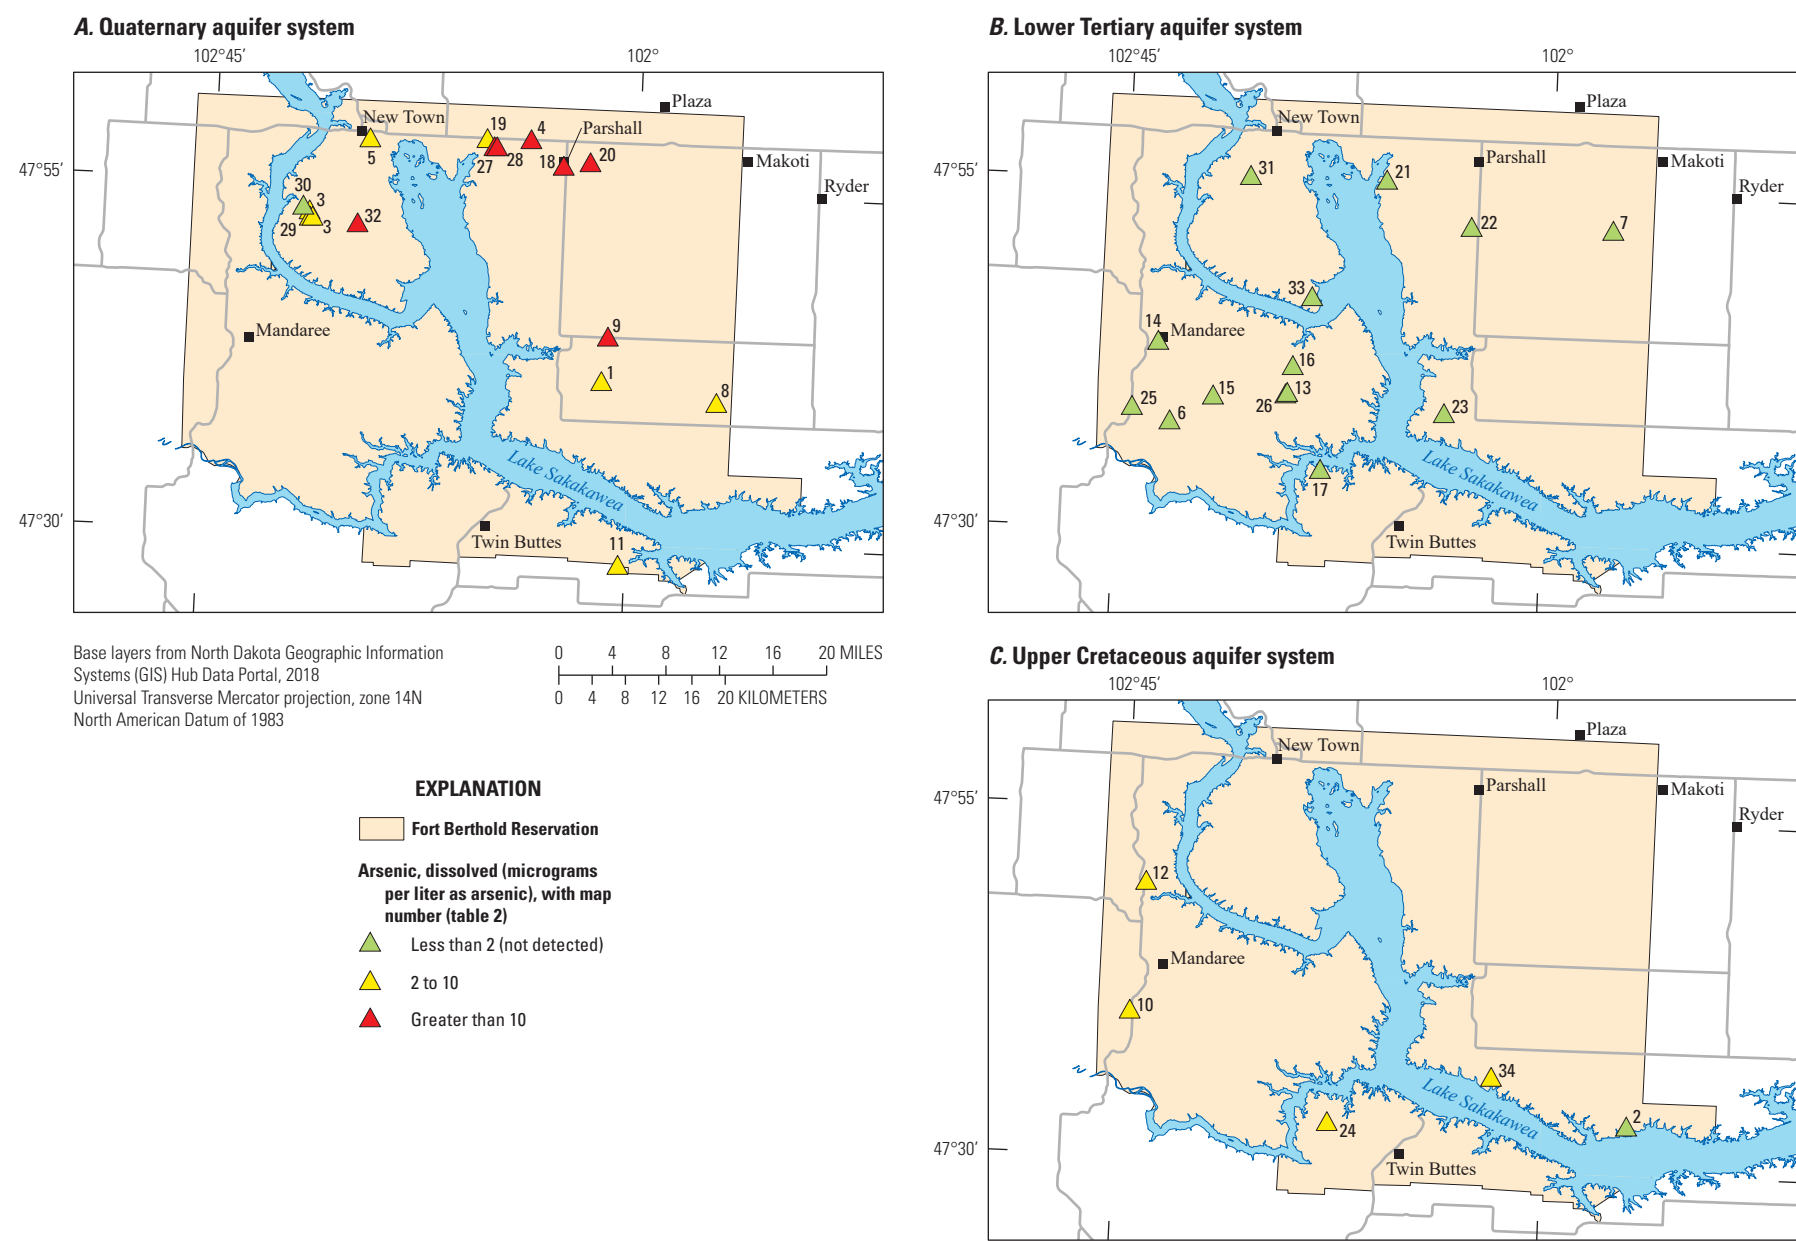 A. Quaternary aquifer system
102°45′
102°
Plaza
New Town
19
4
Parshall
5
27
28
18
20
Makoti
47°55′
Ryder
30
3
29
3
32
9
Mandaree
1
8
Lake Sakakawea
47°30′
Twin Buttes
11
Base layers from North Dakota Geographic Information
Systems (GIS) Hub Data Portal, 2018
Universal Transverse Mercator projection, zone 14N
North American Datum of 1983
0 4 8 12 16 20 MILES
0 4 8 12 16 20 KILOMETERS
EXPLANATION
Fort Berthold Reservation
Arsenic, dissolved (micrograms
per liter as arsenic), with map
number (table 2)
Less than 2 (not detected)
2 to 10
Greater than 10
B. Lower Tertiary aquifer system
102°45′
102°
Plaza
New Town
Parshall
Makoti
47°55′
31
21
Ryder
22
7
33
14
Mandaree
16
15
13
26
25
6
23
Lake Sakakawea
17
47°30′
Twin Buttes
C. Upper Cretaceous aquifer system
102°45′
102°
Plaza
New Town
Parshall
Makoti
47°55′
Ryder
12
Mandaree
10
34
Lake Sakakawea
2
24
47°30′
Twin Buttes